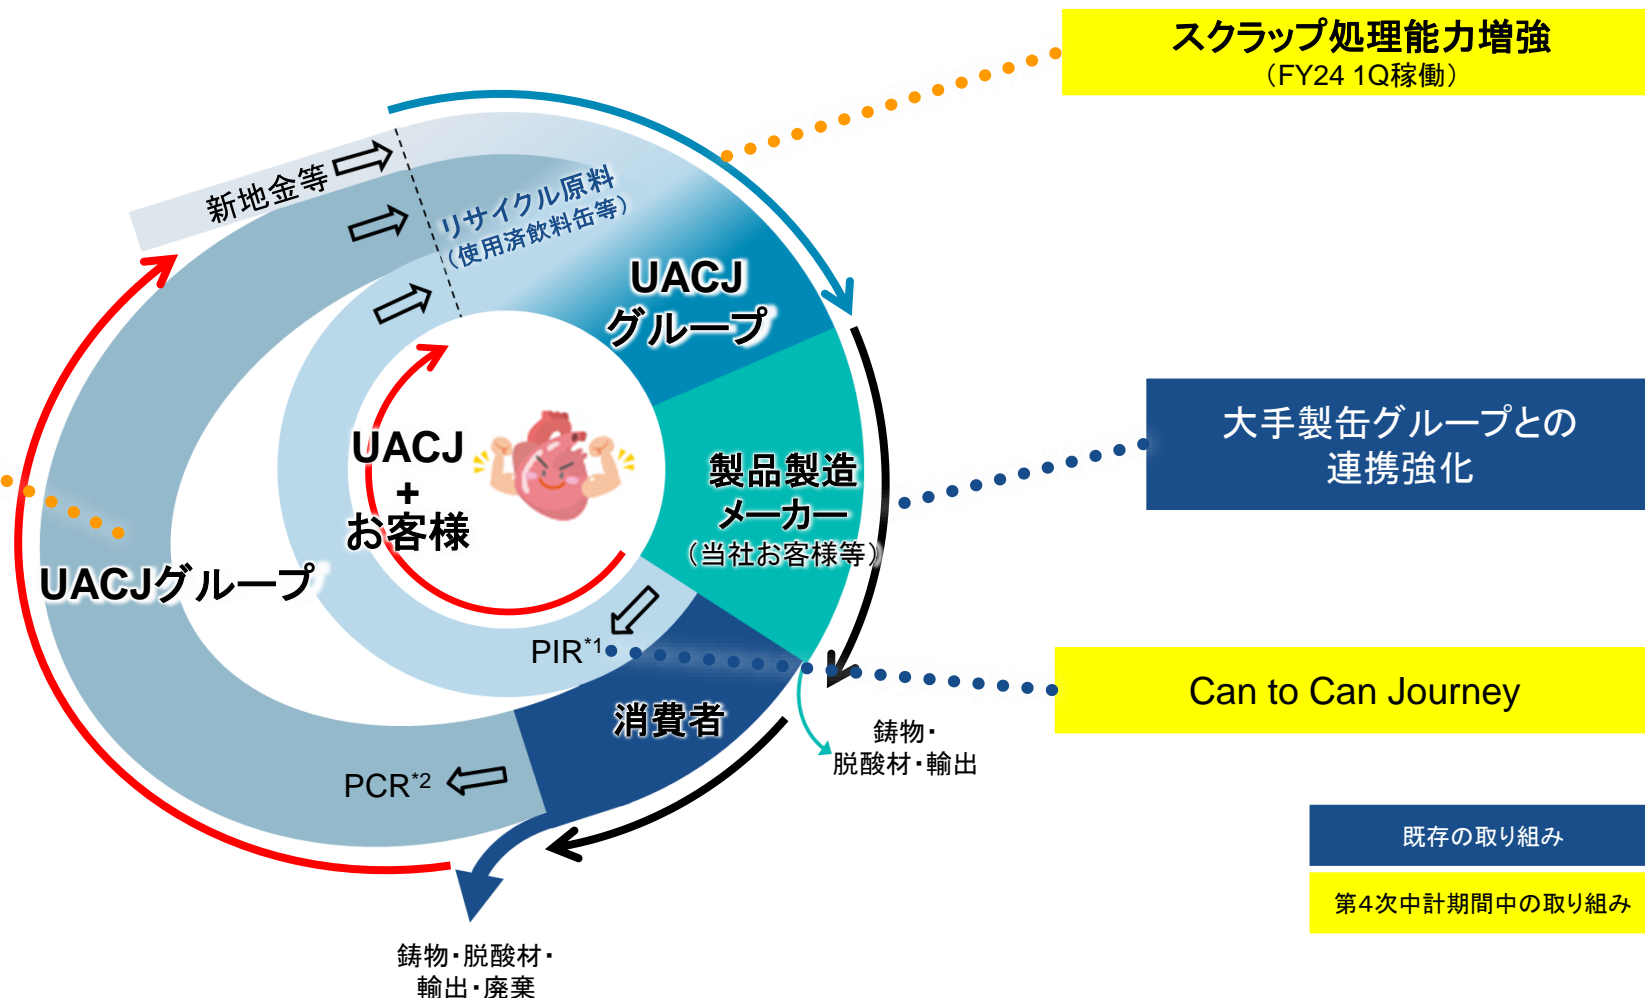 スクラップ処理能力増強
（FY24 1Q稼働）
新地金等
リサイクル原料
（使用済飲料缶等）
UACJ
グループ
大手製缶グループとの
連携強化
UACJ
+
お客様
製品製造
メーカー
（当社お客様等）
UACJグループ
PIR*1
Can to Can Journey
消費者
鋳物・
脱酸材・輸出
PCR*2
既存の取り組み
第4次中計期間中の取り組み
鋳物・脱酸材・
輸出・廃棄